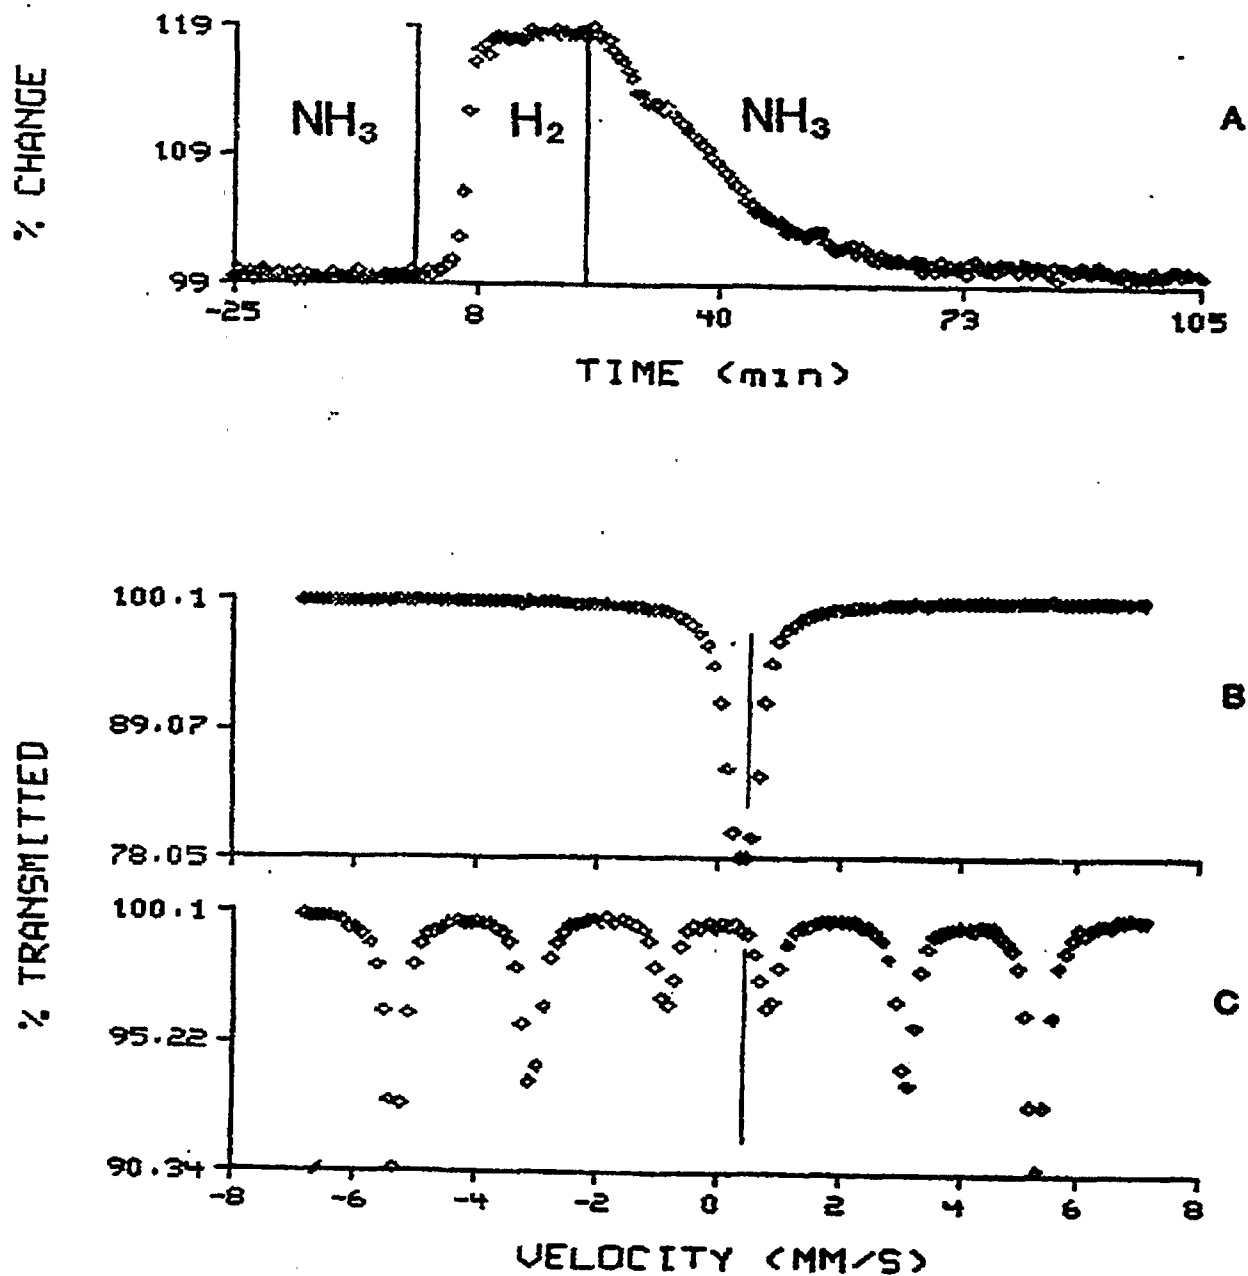 119
109
99
% CHANGE
NH₃
H₂
NH₃
A
-25
8
40
73
105
TIME <min>
100.1
89.07
78.05
B
% TRANSMITTED
100.1
95.22
90.34
C
-8
-6
-4
-2
0
2
4
6
8
VELOCITY <MM/S>